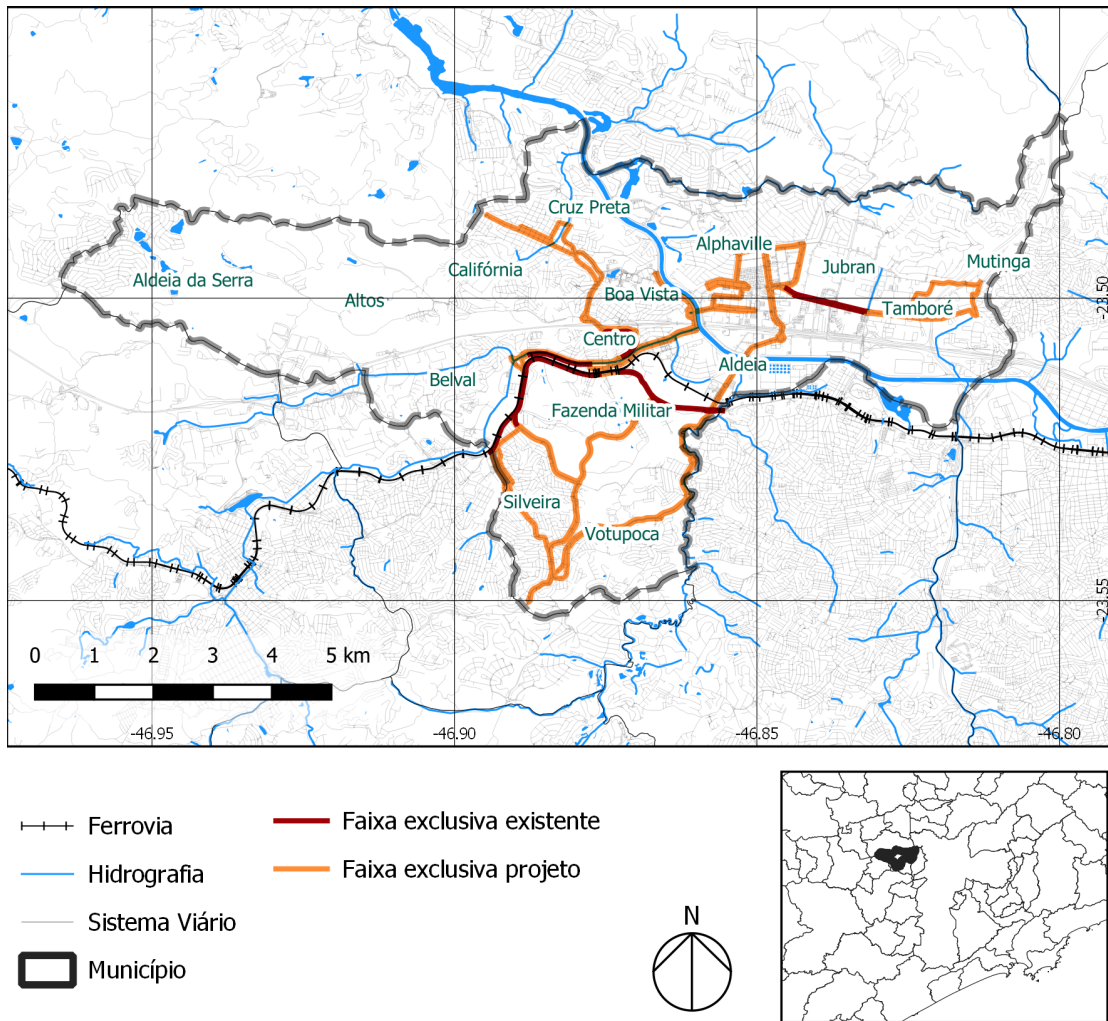 Cruz Preta
Alphaville
Califórnia
Jubran
Mutinga
Aldeia da Serra
Altos
Boa Vista
Tamboré
-23.50
Centro
Belval
Aldeia
Fazenda Militar
Silveira
Votupoca
-23.55
0 1 2 3 4 5 km
-46.95 -46.90 -46.85 -46.80
Ferrovia
Faixa exclusiva existente
Hidrografia
Faixa exclusiva projeto
Sistema Viário
Município
N